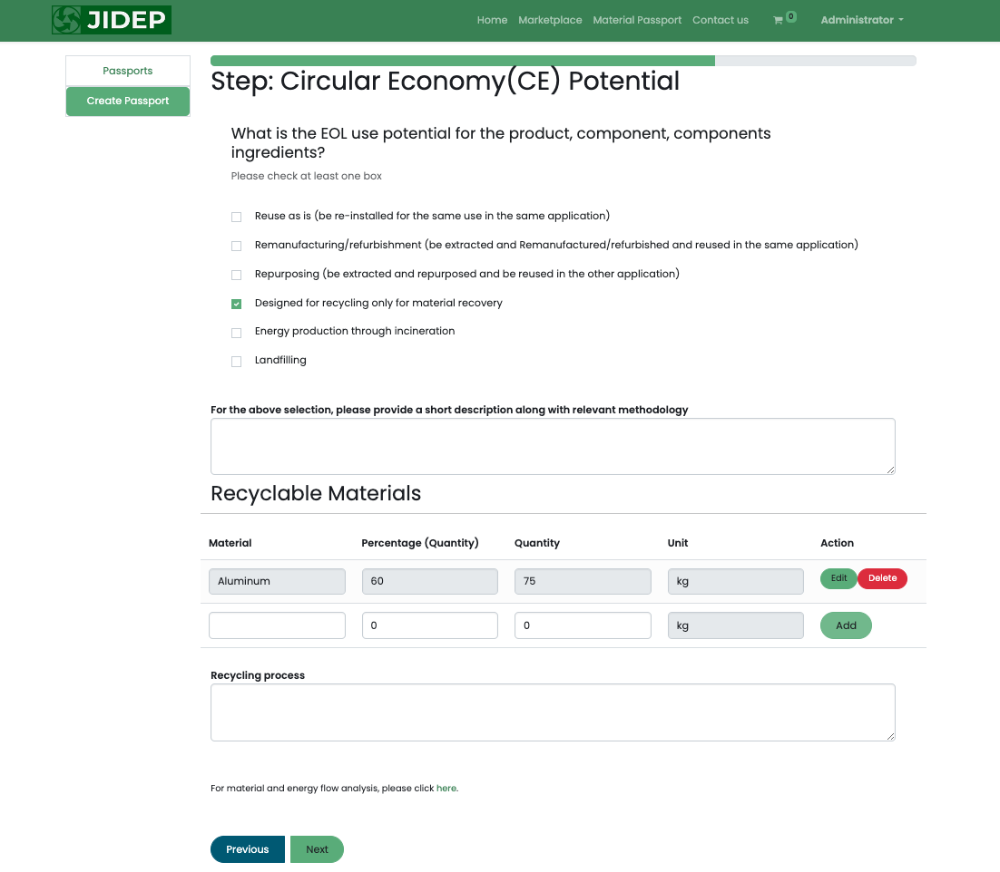 JIDEP
Home Marketplace Material Passport Contact us 0 Administrator
Passports
Create Passport
Step: Circular Economy(CE) Potential
What is the EOL use potential for the product, component, components
ingredients?
Please check at least one box
Reuse as is (be re-installed for the same use in the same application)
Remanufacturing/refurbishment (be extracted and Remanufactured/refurbished and reused in the same application)
Repurposing (be extracted and repurposed and be reused in the other application)
Designed for recycling only for material recovery
Energy production through incineration
Landfilling
For the above selection, please provide a short description along with relevant methodology
Recyclable Materials
Material Percentage (Quantity) Quantity Unit Action
Aluminum 60 75 kg Edit Delete
0 0 kg Add
Recycling process
For material and energy flow analysis, please click here.
Previous Next